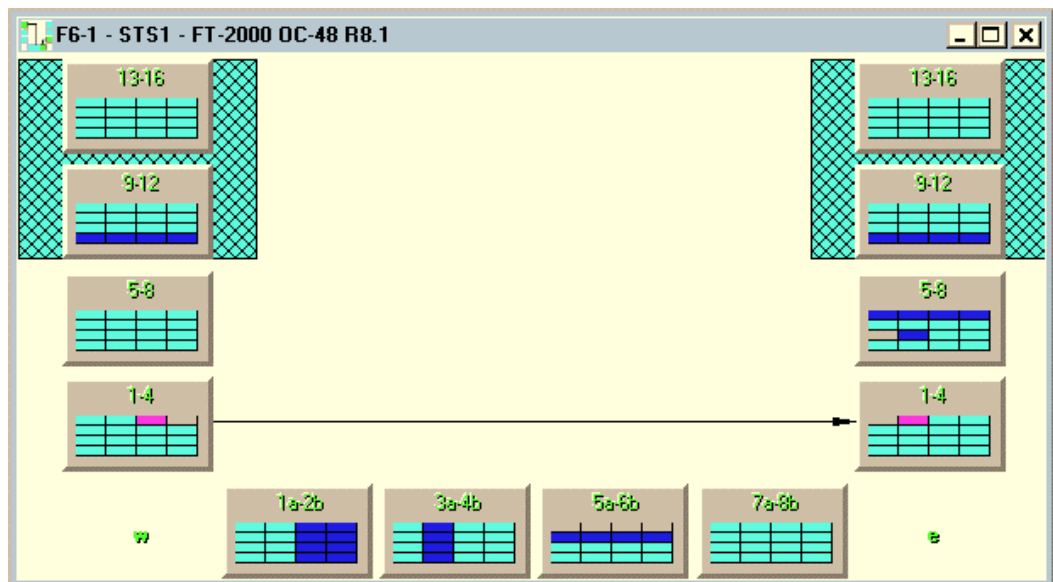 F6-1 - STS1 - FT-2000 OC-48 R8.1
13-16 13-16
9-12 9-12
5-8 5-8
1-4 1-4
1a-2b 3a-4b 5a-6b 7a-8b
w e